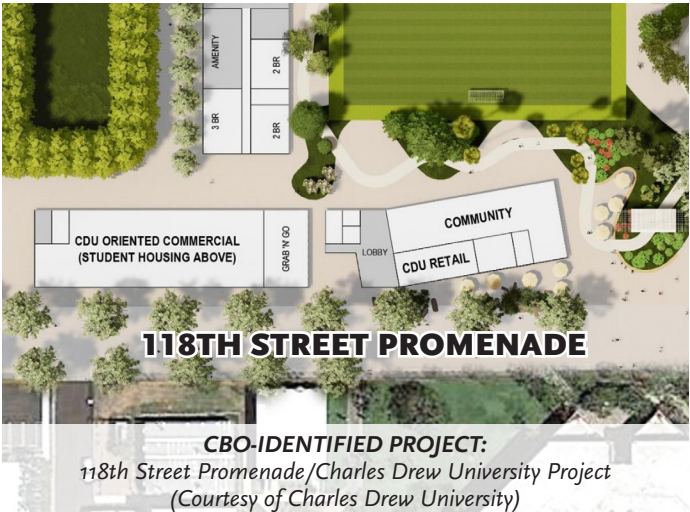 AMENITY
2 BR
3 BR
2 BR
CDU ORIENTED COMMERCIAL
(STUDENT HOUSING ABOVE)
GRAB 'N' GO
LOBBY
COMMUNITY
CDU RETAIL
118TH STREET PROMENADE
CBO-IDENTIFIED PROJECT:
118th Street Promenade/Charles Drew University Project
(Courtesy of Charles Drew University)